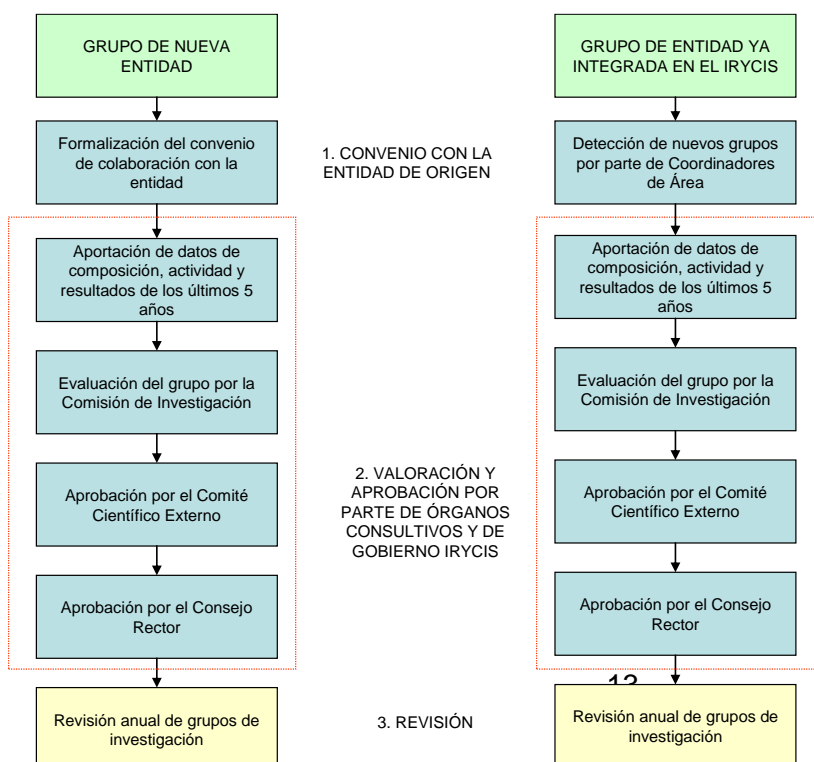 GRUPO DE NUEVA
ENTIDAD
Formalización del convenio
de colaboración con la
entidad
Aportación de datos de
composición, actividad y
resultados de los últimos 5
años
Evaluación del grupo por la
Comisión de Investigación
Aprobación por el Comité
Científico Externo
Aprobación por el Consejo
Rector
Revisión anual de grupos de
investigación
1. CONVENIO CON LA
ENTIDAD DE ORIGEN
2. VALORACIÓN Y
APROBACIÓN POR
PARTE DE ÓRGANOS
CONSULTIVOS Y DE
GOBIERNO IRYCIS
3. REVISIÓN
GRUPO DE ENTIDAD YA
INTEGRADA EN EL IRYCIS
Detección de nuevos grupos
por parte de Coordinadores
de Área
Aportación de datos de
composición, actividad y
resultados de los últimos 5
años
Evaluación del grupo por la
Comisión de Investigación
Aprobación por el Comité
Científico Externo
Aprobación por el Consejo
Rector
Revisión anual de grupos de
investigación